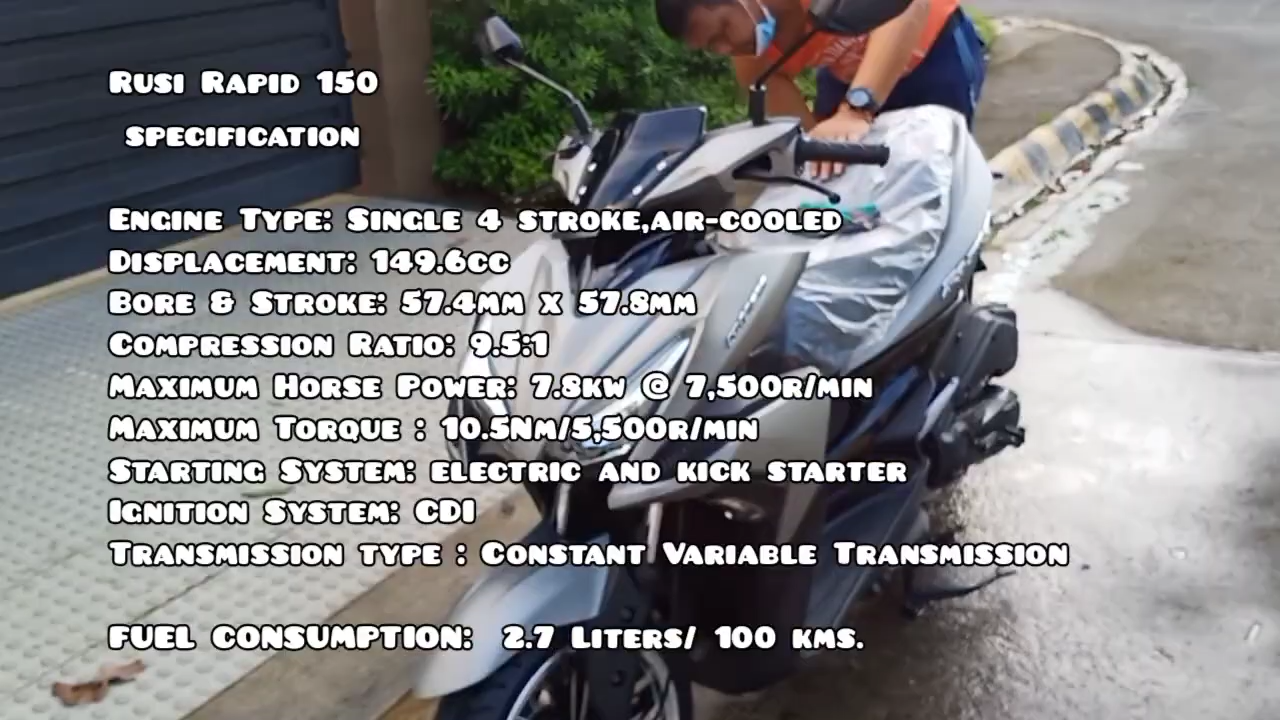 Rusi Rapid 150
specification
Engine Type: Single 4 stroke,air-cooled
Displacement: 149.6cc
Bore & Stroke: 57.4mm x 57.8mm
Compression Ratio: 9.5:1
Maximum Horse Power: 7.8kw @ 7,500r/min
Maximum Torque : 10.5Nm/5,500r/min
Starting System: electric and kick starter
Ignition System: CDI
Transmission type : Constant Variable Transmission
FUEL CONSUMPTION: 2.7 Liters/ 100 kms.